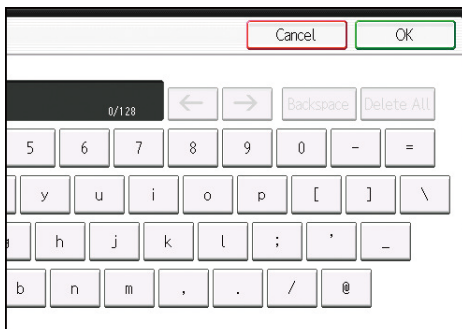 Cancel OK
0/128 ← → Backspace Delete All
5 6 7 8 9 0 - =
y u i o p [ ] \
h j k l ; ' _
b n m , . / @